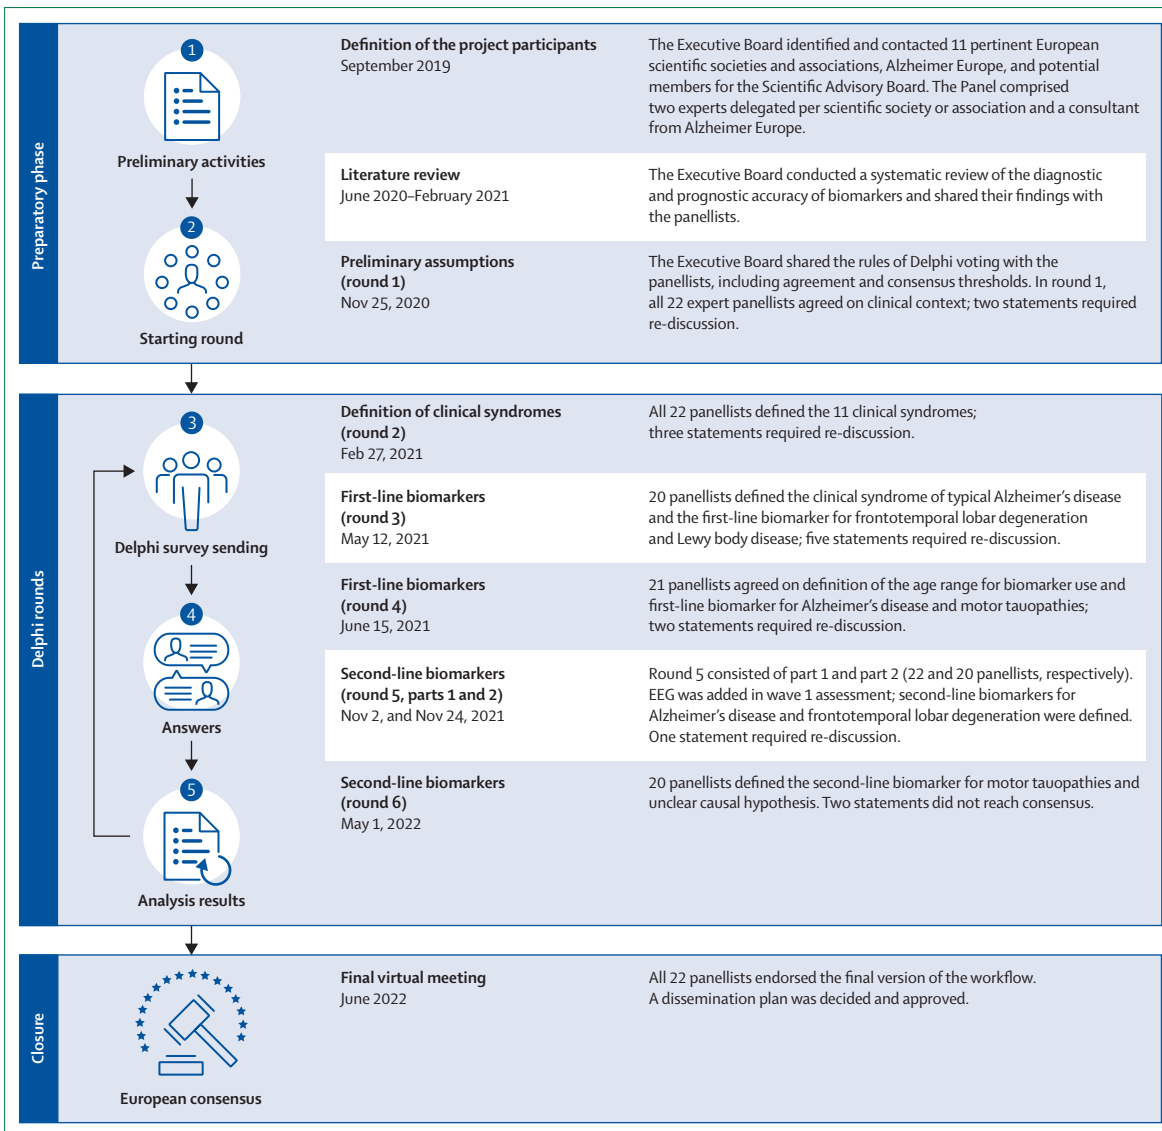 Preparatory phase
1
Preliminary activities
2
Starting round
Definition of the project participants
September 2019
The Executive Board identified and contacted 11 pertinent European
scientific societies and associations, Alzheimer Europe, and potential
members for the Scientific Advisory Board. The Panel comprised
two experts delegated per scientific society or association and a consultant
from Alzheimer Europe.
Literature review
June 2020–February 2021
The Executive Board conducted a systematic review of the diagnostic
and prognostic accuracy of biomarkers and shared their findings with
the panellists.
Preliminary assumptions
(round 1)
Nov 25, 2020
The Executive Board shared the rules of Delphi voting with the
panellists, including agreement and consensus thresholds. In round 1,
all 22 expert panellists agreed on clinical context; two statements required
re-discussion.
Delphi rounds
3
Delphi survey sending
4
Answers
5
Analysis results
Definition of clinical syndromes
(round 2)
Feb 27, 2021
All 22 panellists defined the 11 clinical syndromes;
three statements required re-discussion.
First-line biomarkers
(round 3)
May 12, 2021
20 panellists defined the clinical syndrome of typical Alzheimer's disease
and the first-line biomarker for frontotemporal lobar degeneration
and Lewy body disease; five statements required re-discussion.
First-line biomarkers
(round 4)
June 15, 2021
21 panellists agreed on definition of the age range for biomarker use and
first-line biomarker for Alzheimer's disease and motor tauopathies;
two statements required re-discussion.
Second-line biomarkers
(round 5, parts 1 and 2)
Nov 2, and Nov 24, 2021
Round 5 consisted of part 1 and part 2 (22 and 20 panellists, respectively).
EEG was added in wave 1 assessment; second-line biomarkers for
Alzheimer's disease and frontotemporal lobar degeneration were defined.
One statement required re-discussion.
Second-line biomarkers
(round 6)
May 1, 2022
20 panellists defined the second-line biomarker for motor tauopathies and
unclear causal hypothesis. Two statements did not reach consensus.
Closure
European consensus
Final virtual meeting
June 2022
All 22 panellists endorsed the final version of the workflow.
A dissemination plan was decided and approved.